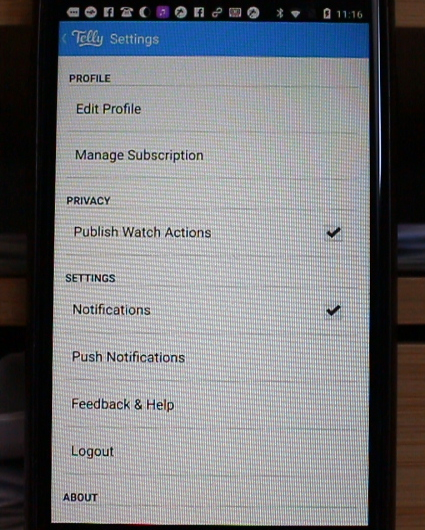 11:16
Telly Settings
PROFILE
Edit Profile
Manage Subscription
PRIVACY
Publish Watch Actions
SETTINGS
Notifications
Push Notifications
Feedback & Help
Logout
ABOUT